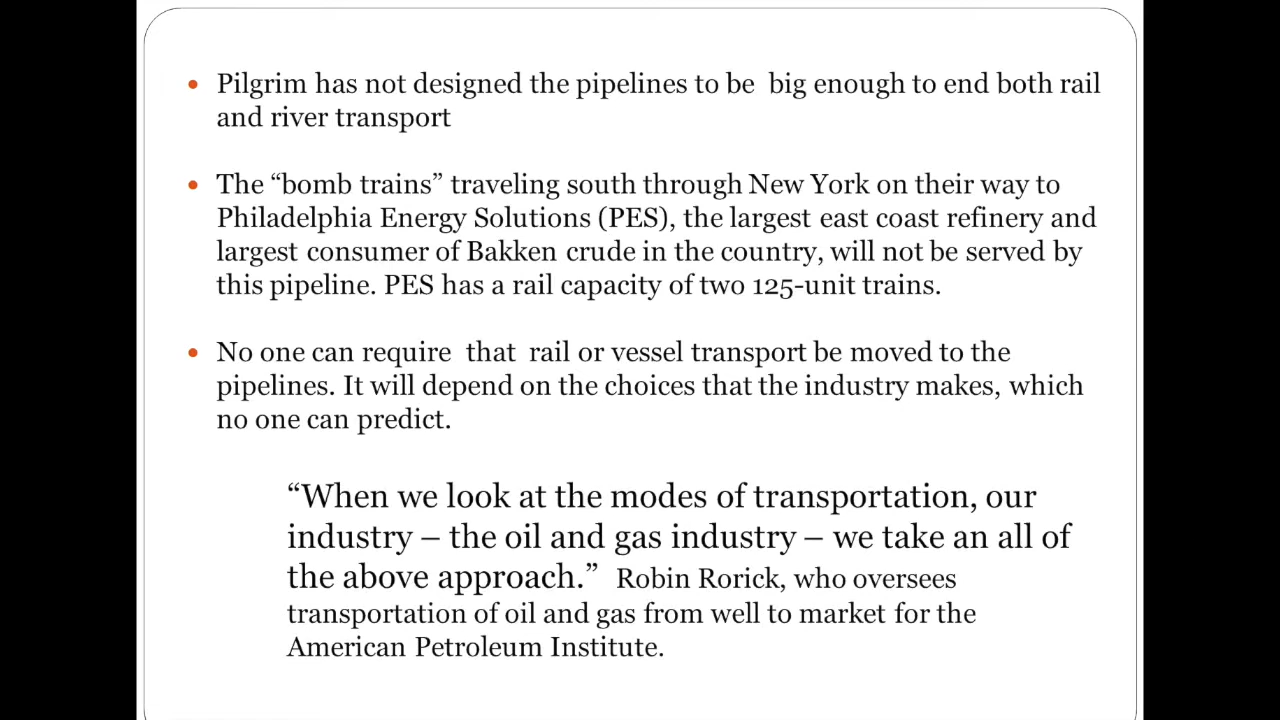 Pilgrim has not designed the pipelines to be  big enough to end both rail
and river transport
The “bomb trains” traveling south through New York on their way to
Philadelphia Energy Solutions (PES), the largest east coast refinery and
largest consumer of Bakken crude in the country, will not be served by
this pipeline. PES has a rail capacity of two 125-unit trains.
No one can require  that  rail or vessel transport be moved to the
pipelines. It will depend on the choices that the industry makes, which
no one can predict.
“When we look at the modes of transportation, our
industry – the oil and gas industry – we take an all of
the above approach.”  Robin Rorick, who oversees
transportation of oil and gas from well to market for the
American Petroleum Institute.